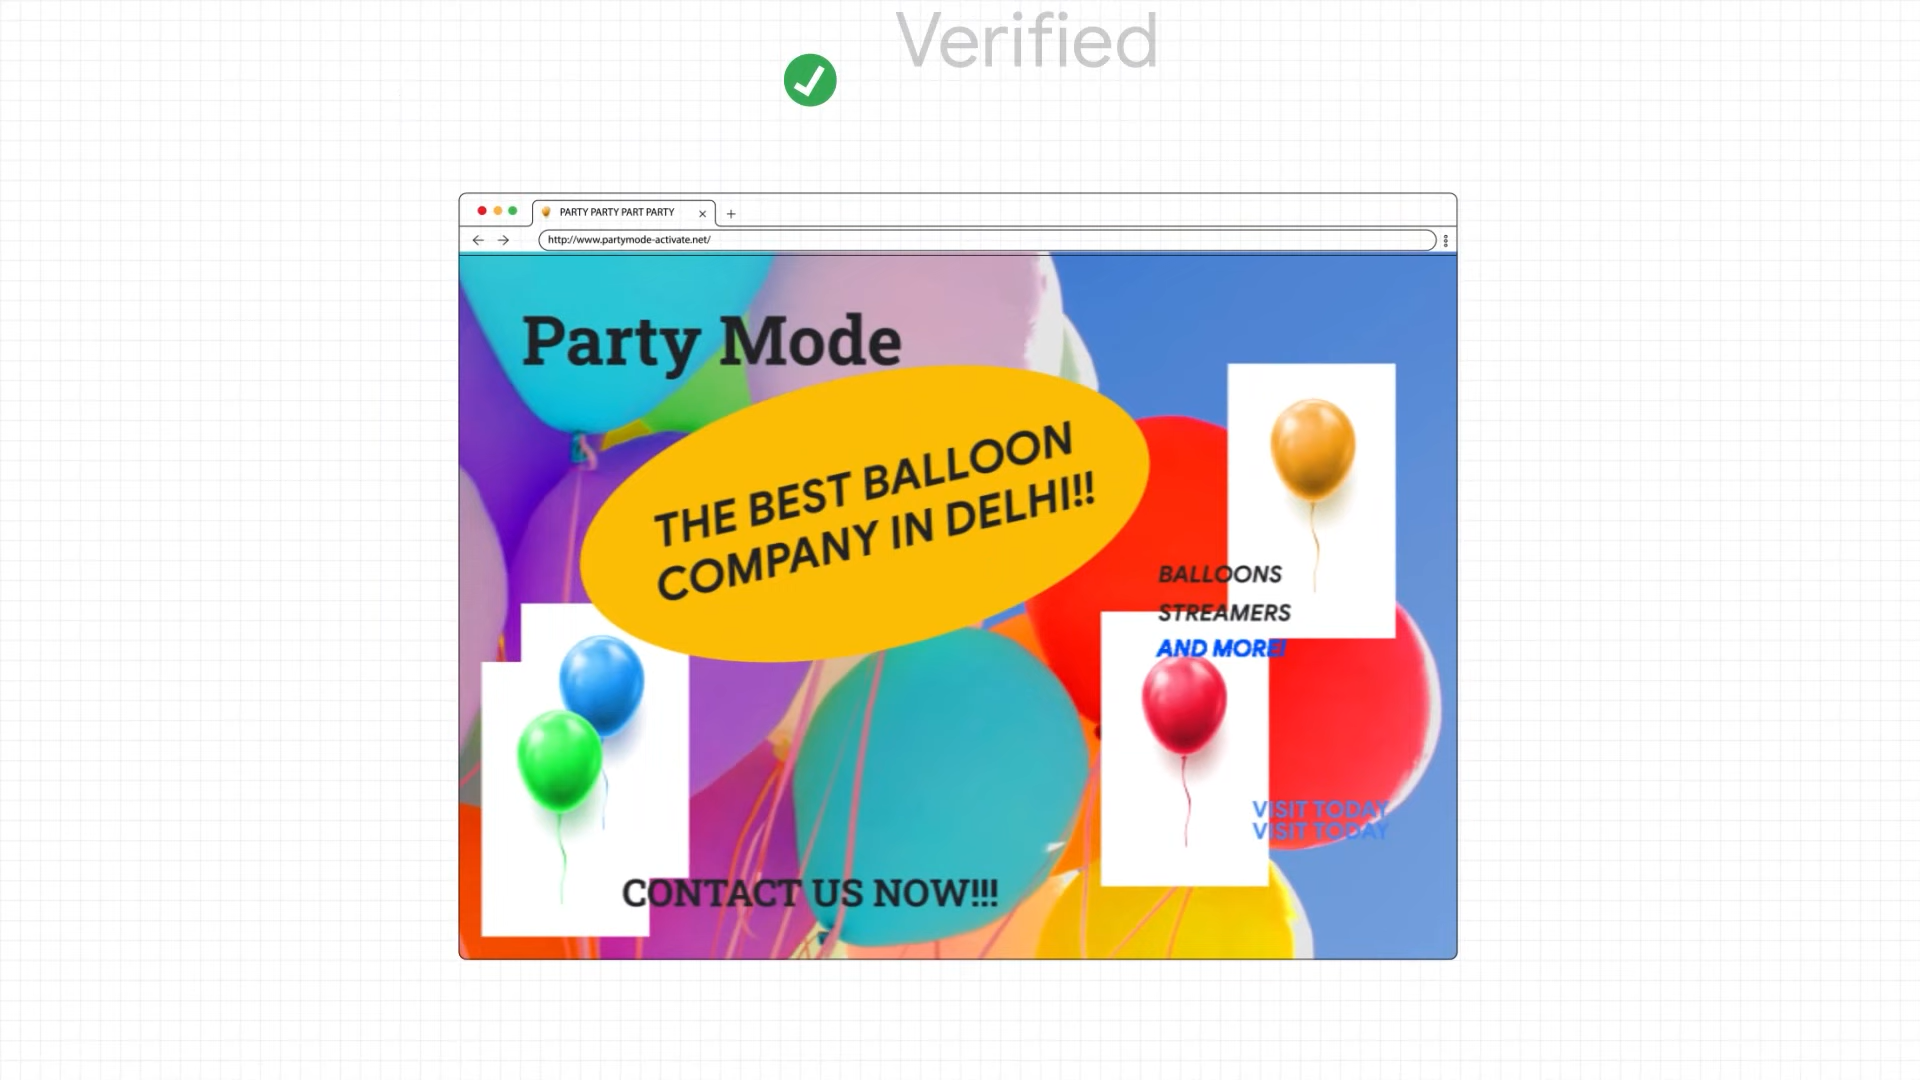 Verified
PARTY PARTY PART PARTY
http://www.partymode-activate.net/
Party Mode
THE BEST BALLOON
COMPANY IN DELHI!!
BALLOONS
STREAMERS
AND MORE!
VISIT TODAY
VISIT TODAY
CONTACT US NOW!!!